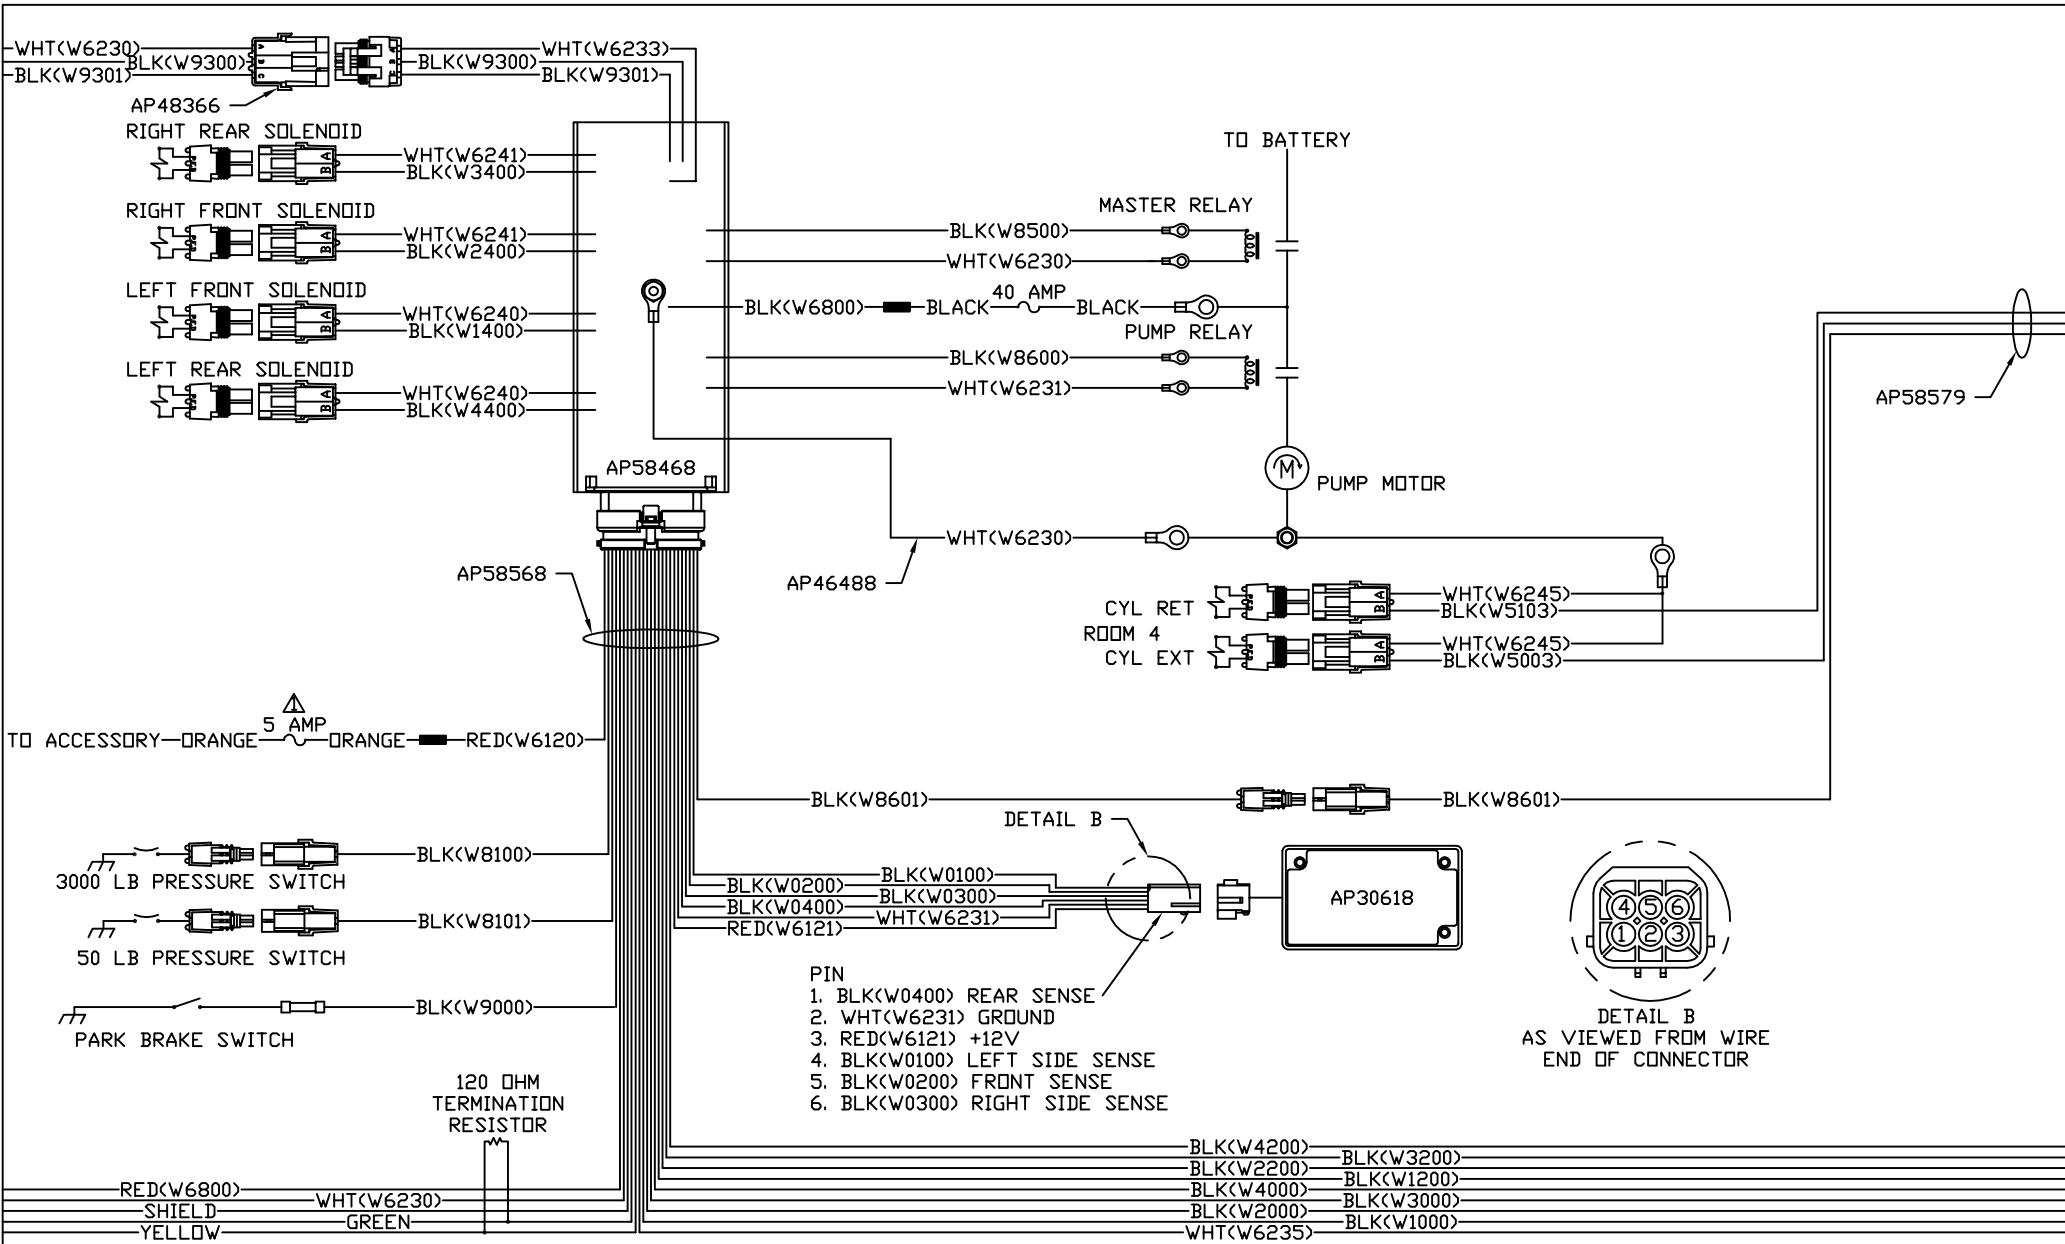 WHT(W6230)
BLK(W9300)
BLK(W9301)
A
B
C
WHT(W6233)
BLK(W9300)
BLK(W9301)
AP48366
RIGHT REAR SOLENOID
A
B
WHT(W6241)
BLK(W3400)
RIGHT FRONT SOLENOID
A
B
WHT(W6241)
BLK(W2400)
LEFT FRONT SOLENOID
A
B
WHT(W6240)
BLK(W1400)
LEFT REAR SOLENOID
A
B
WHT(W6240)
BLK(W4400)
AP58468
TO BATTERY
MASTER RELAY
BLK(W8500)
WHT(W6230)
BLK(W6800)
BLACK
40 AMP
BLACK
PUMP RELAY
BLK(W8600)
WHT(W6231)
M
PUMP MOTOR
AP58579
WHT(W6230)
AP46488
AP58568
CYL RET
A
B
WHT(W6245)
BLK(W5103)
ROOM 4
CYL EXT
A
B
WHT(W6245)
BLK(W5003)
1
5 AMP
TO ACCESSORY
ORANGE
ORANGE
RED(W6120)
BLK(W8601)
BLK(W8601)
DETAIL B
BLK(W8100)
3000 LB PRESSURE SWITCH
BLK(W8101)
50 LB PRESSURE SWITCH
BLK(W9000)
PARK BRAKE SWITCH
BLK(W0100)
BLK(W0200)
BLK(W0300)
BLK(W0400)
WHT(W6231)
RED(W6121)
AP30618
4 5 6
1 2 3
DETAIL B
AS VIEWED FROM WIRE
END OF CONNECTOR
PIN
1. BLK(W0400) REAR SENSE
2. WHT(W6231) GROUND
3. RED(W6121) +12V
4. BLK(W0100) LEFT SIDE SENSE
5. BLK(W0200) FRONT SENSE
6. BLK(W0300) RIGHT SIDE SENSE
120 OHM
TERMINATION
RESISTOR
RED(W6800)
WHT(W6230)
SHIELD
GREEN
YELLOW
BLK(W4200)
BLK(W3200)
BLK(W2200)
BLK(W1200)
BLK(W4000)
BLK(W3000)
BLK(W2000)
BLK(W1000)
WHT(W6235)